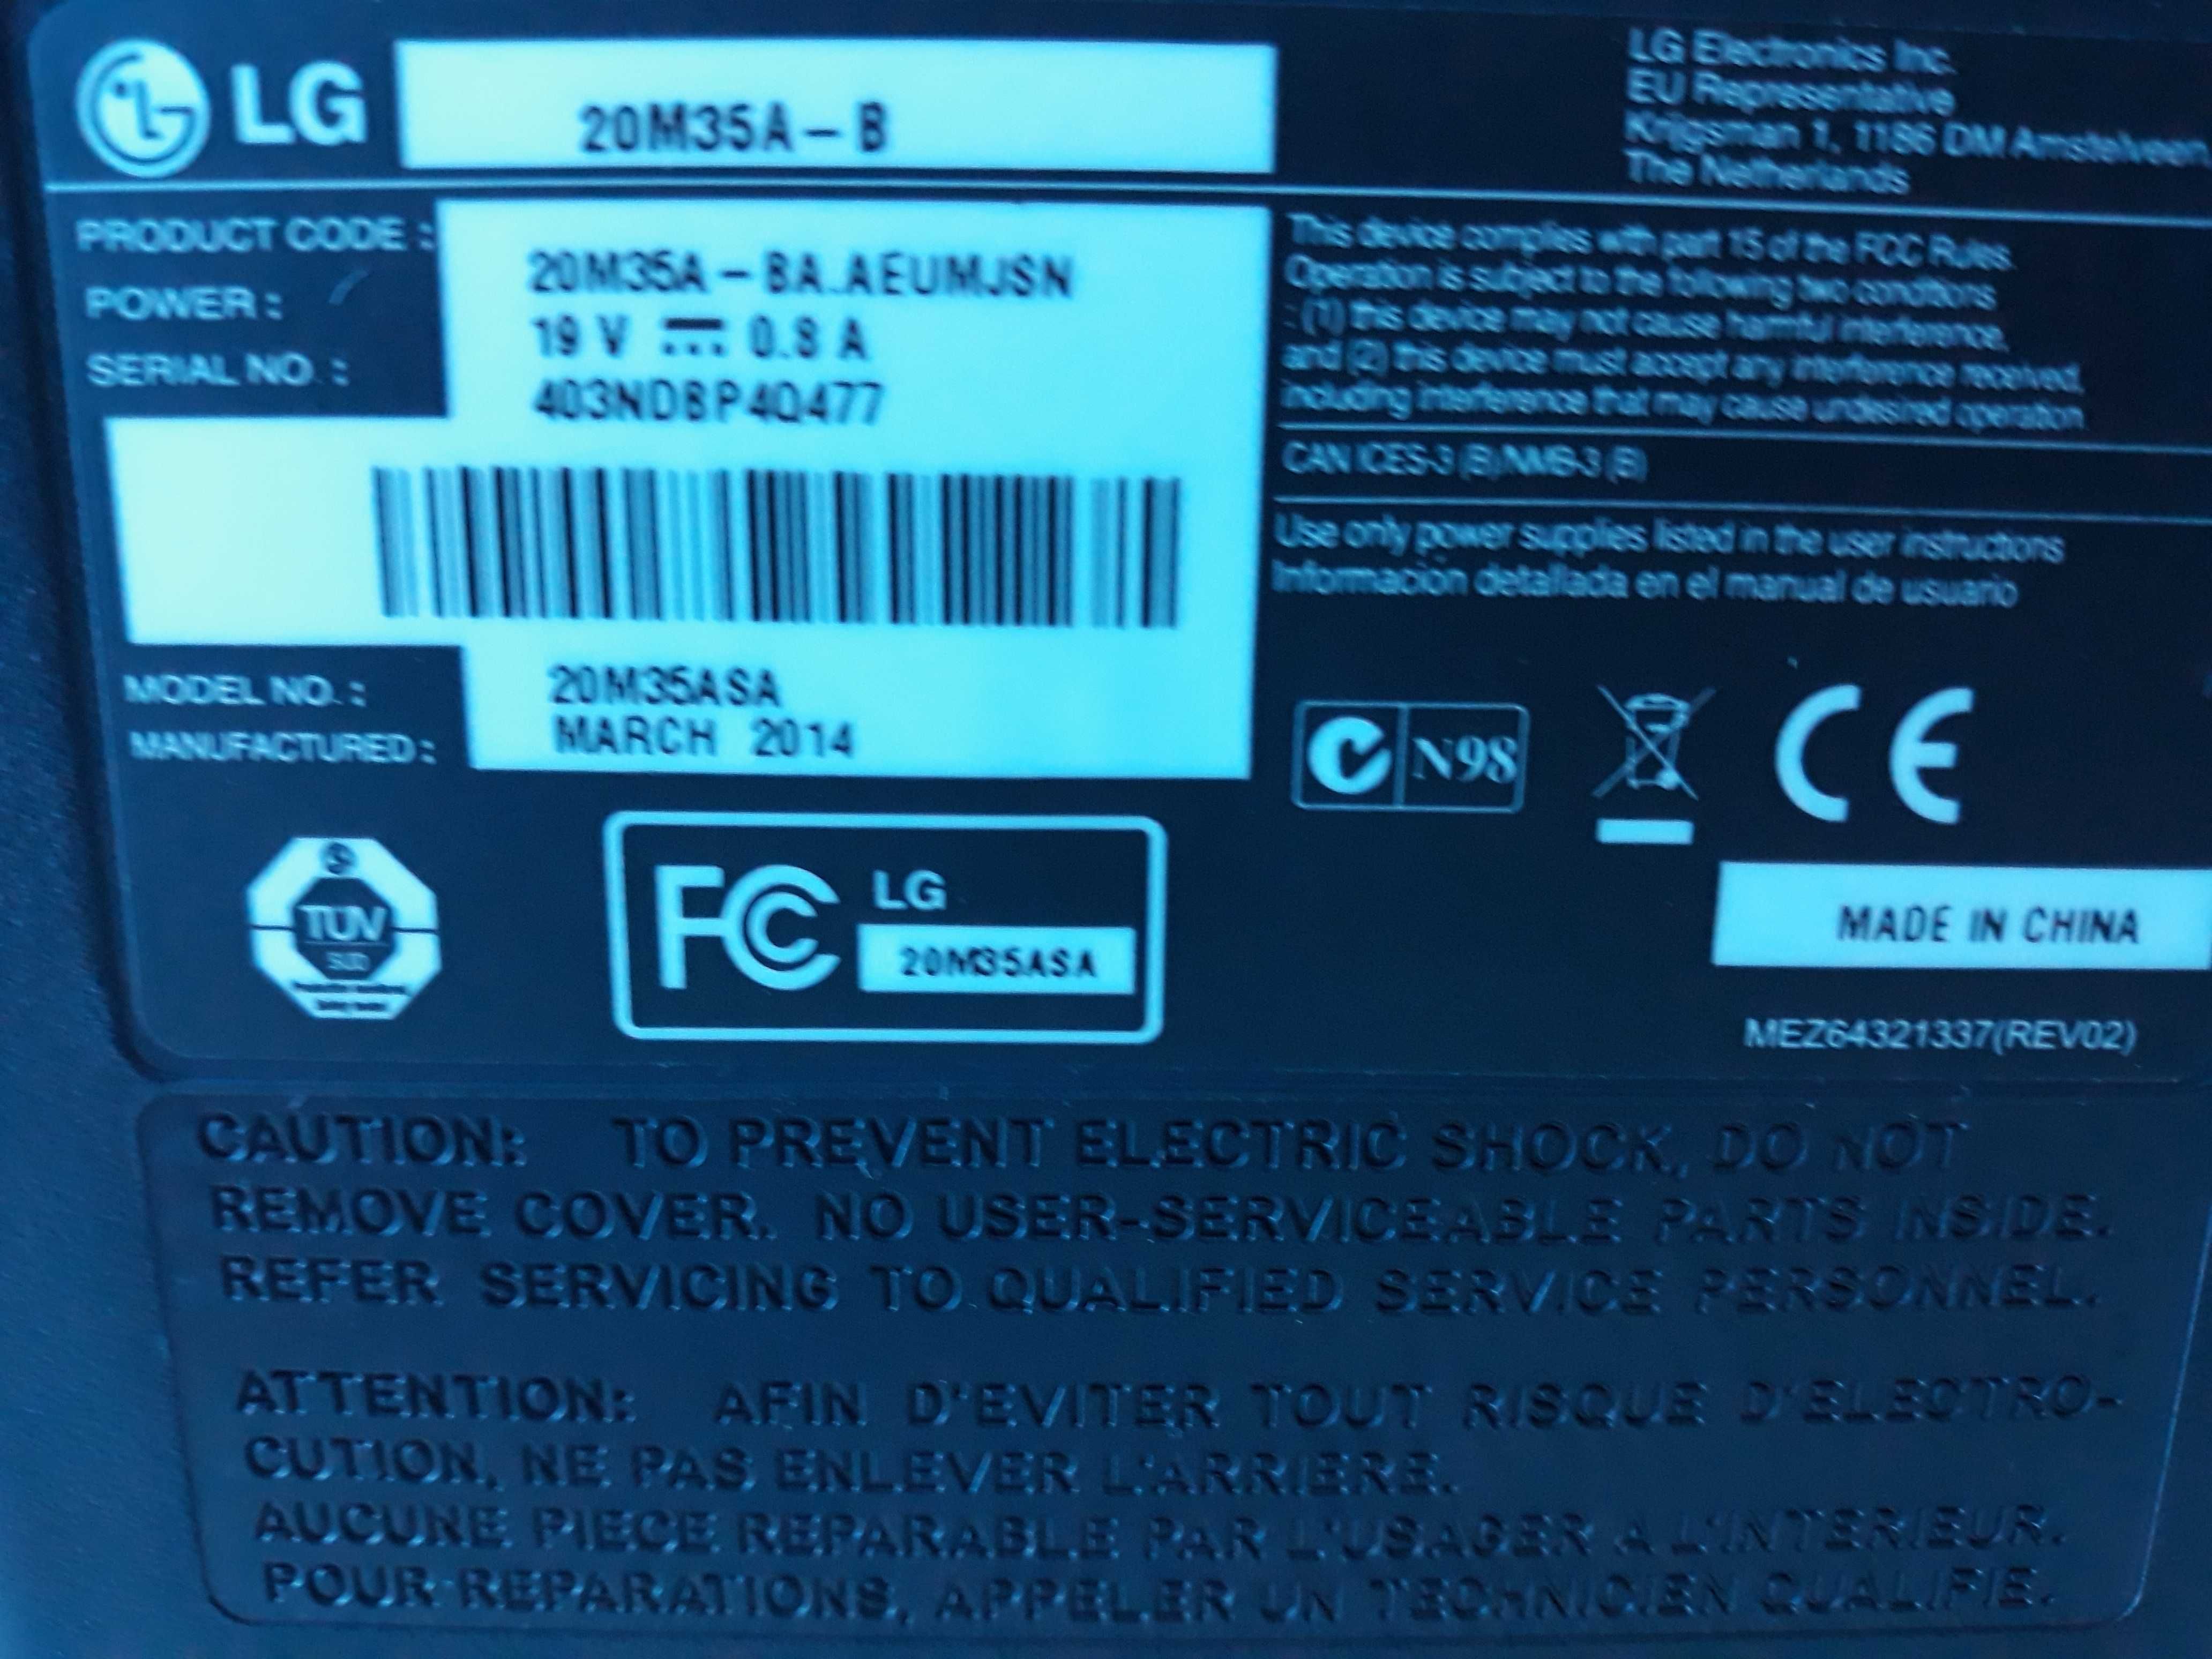 LG 20M35A-B
LG Electronics Inc.
EU Representative
Krijgsman 1, 1186 DM Amstelveen,
The Netherlands
PRODUCT CODE : 20M35A-BA.AEUMJSN
POWER : 19 V 0.8 A
SERIAL NO. : 403NDBP4Q477
MODEL NO. : 20M35ASA
MANUFACTURED : MARCH 2014
This device complies with part 15 of the FCC Rules.
Operation is subject to the following two conditions
: (1) this device may not cause harmful interference,
and (2) this device must accept any interference received,
including interference that may cause undesired operation.
CAN ICES-3 (B)/NMB-3 (B)
Use only power supplies listed in the user instructions
Información detallada en el manual de usuario
N98
CE
TÜV
SÜD
FC LG
20M35ASA
MADE IN CHINA
MEZ64321337(REV02)
CAUTION: TO PREVENT ELECTRIC SHOCK, DO NOT
REMOVE COVER. NO USER-SERVICEABLE PARTS INSIDE.
REFER SERVICING TO QUALIFIED SERVICE PERSONNEL.
ATTENTION: AFIN D'EVITER TOUT RISQUE D'ELECTRO-
CUTION, NE PAS ENLEVER L'ARRIERE.
AUCUNE PIECE REPARABLE PAR L'USAGER A L'INTERIEUR.
POUR REPARATIONS, APPELER UN TECHNICIEN QUALIFIE.